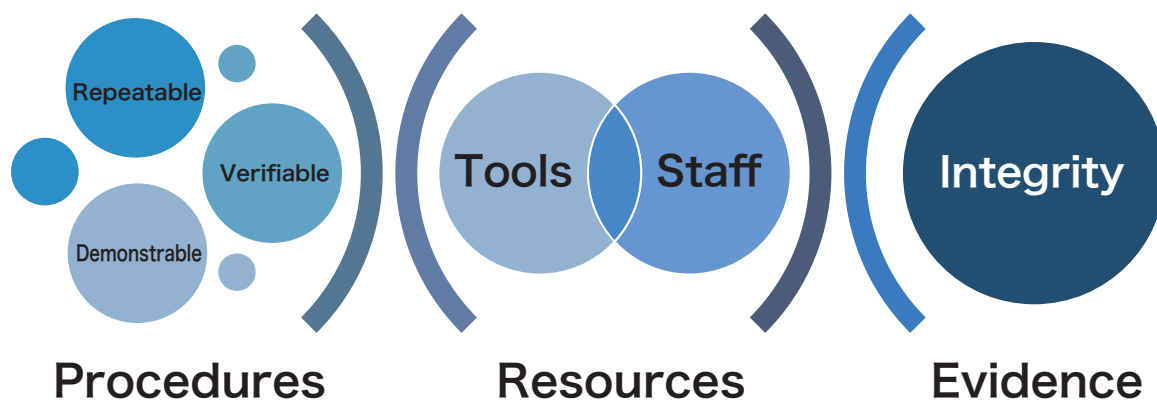 Repeatable
Verifiable
Demonstrable
Tools
Staff
Integrity
Procedures
Resources
Evidence